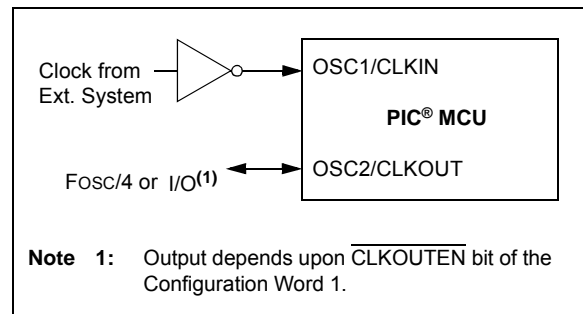 Clock from
Ext. System
OSC1/CLKIN
PIC® MCU
FOSC/4 or I/O(1)
OSC2/CLKOUT
Note 1: Output depends upon CLKOUTEN bit of the
Configuration Word 1.